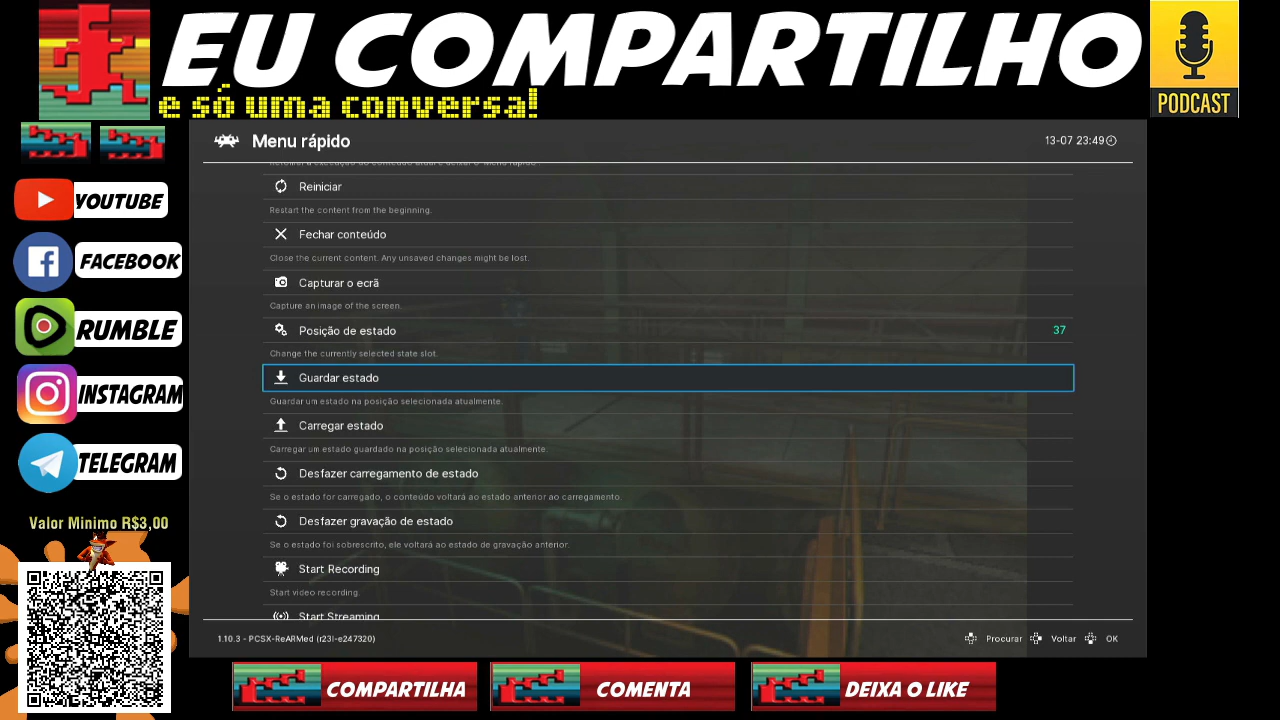 EU COMPARTILHO
e só uma conversa!
PODCAST
Menu rápido
13-07 23:49
Reiniciar
Restart the content from the beginning.
Fechar conteúdo
Close the current content. Any unsaved changes might be lost.
Capturar o ecrã
Capture an image of the screen.
Posição de estado
37
Change the currently selected state slot.
Guardar estado
Guardar um estado na posição selecionada atualmente.
Carregar estado
Carregar um estado guardado na posição selecionada atualmente.
Desfazer carregamento de estado
Se o estado for carregado, o conteúdo voltará ao estado anterior ao carregamento.
Desfazer gravação de estado
Se o estado foi sobrescrito, ele voltará ao estado de gravação anterior.
Start Recording
Start video recording.
Start Streaming
1.10.3 - PCSX-ReARMed (r23l-e247320)
Procurar
Voltar
OK
YOUTUBE
FACEBOOK
RUMBLE
INSTAGRAM
TELEGRAM
Valor Minimo R$3,00
COMPARTILHA
COMENTA
DEIXA O LIKE